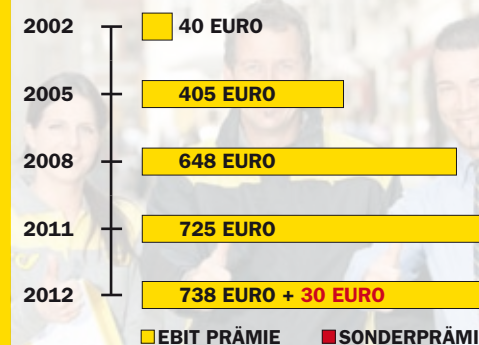 2002 40 EURO
2005 405 EURO
2008 648 EURO
2011 725 EURO
2012 738 EURO + 30 EURO
EBIT PRÄMIE SONDERPRÄMI